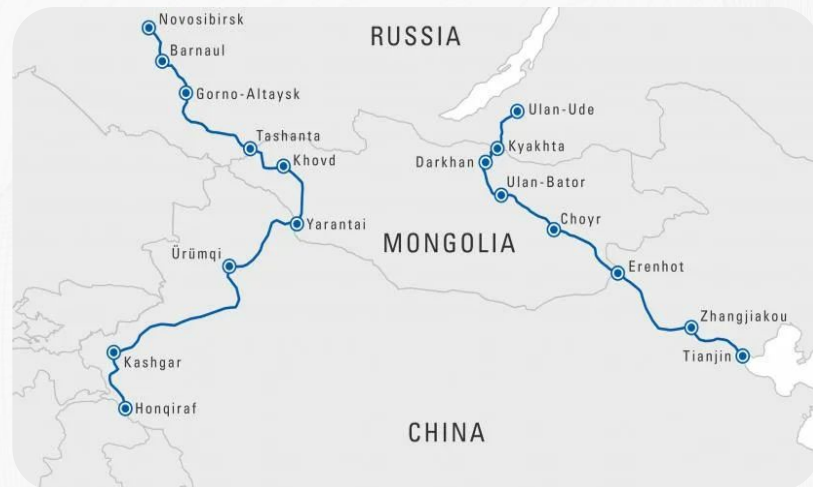 Novosibirsk
RUSSIA
Barnaul
Gorno-Altaysk
Ulan-Ude
Tashanta
Kyakhta
Khovd
Darkhan
Ulan-Bator
Yarantai
Choyr
MONGOLIA
Ürümqi
Erenhot
Zhangjiakou
Kashgar
Tianjin
Honqiraf
CHINA